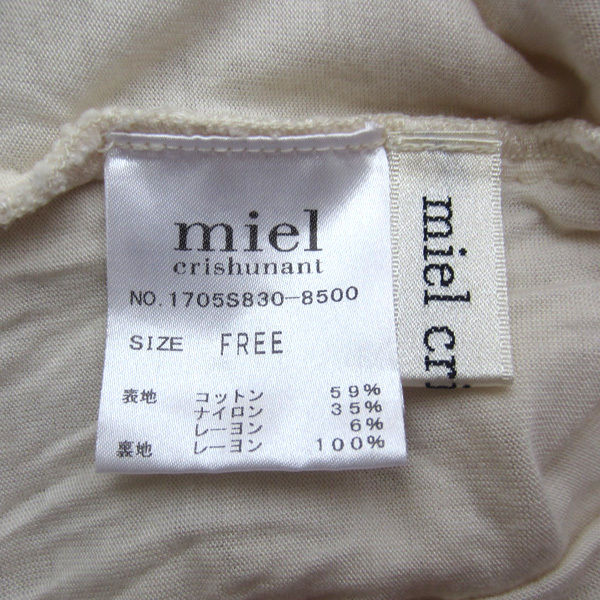 miel
crishunant
NO.1705S830-8500
SIZE FREE
表地 コットン 59%
ナイロン 35%
レーヨン 6%
裏地 レーヨン 100%
miel cri